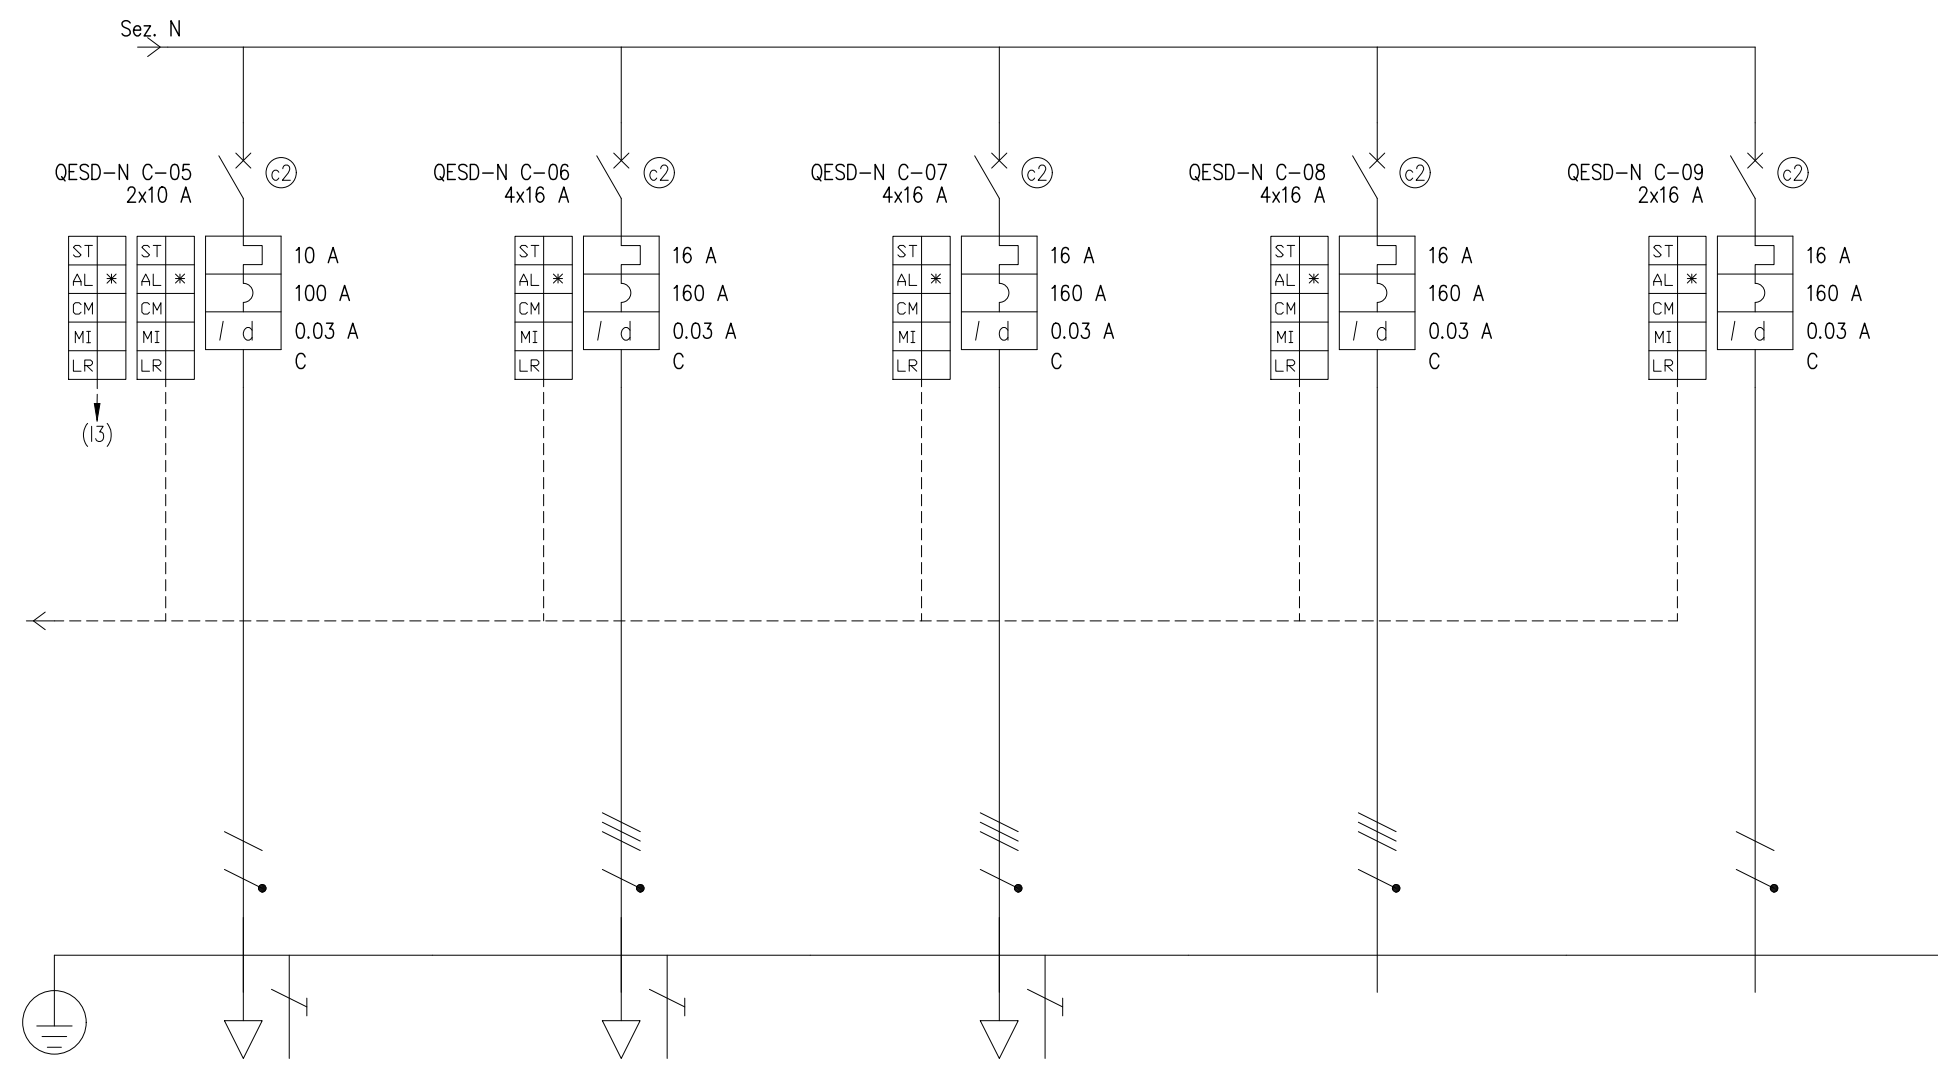 Sez. N
QESD-N C-05
2x10 A
c2
ST
AL *
CM
MI
LR
(I3)
ST
AL *
CM
MI
LR
I d
10 A
100 A
0.03 A
C
QESD-N C-06
4x16 A
c2
ST
AL *
CM
MI
LR
I d
16 A
160 A
0.03 A
C
QESD-N C-07
4x16 A
c2
ST
AL *
CM
MI
LR
I d
16 A
160 A
0.03 A
C
QESD-N C-08
4x16 A
c2
ST
AL *
CM
MI
LR
I d
16 A
160 A
0.03 A
C
QESD-N C-09
2x16 A
c2
ST
AL *
CM
MI
LR
I d
16 A
160 A
0.03 A
C